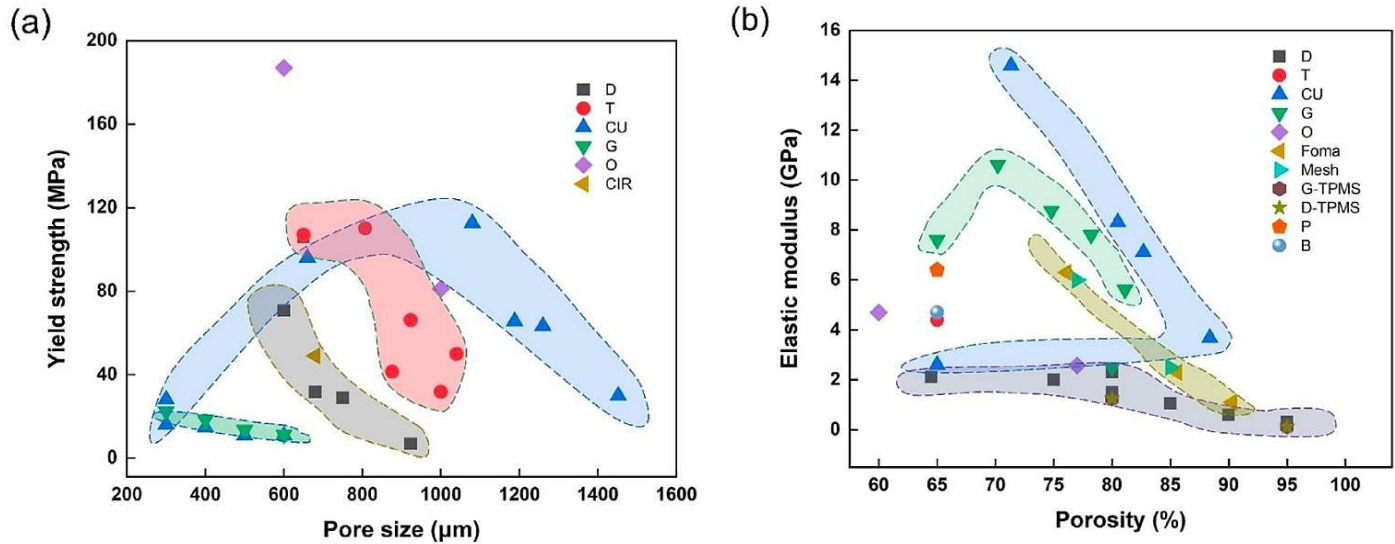 (a)
200
160
120
80
40
0
Yield strength (MPa)
200 400 600 800 1000 1200 1400 1600
Pore size (μm)
D
T
CU
G
O
CIR
(b)
16
14
12
10
8
6
4
2
0
Elastic modulus (GPa)
60 65 70 75 80 85 90 95 100
Porosity (%)
D
T
CU
G
O
Foma
Mesh
G-TPMS
D-TPMS
P
B